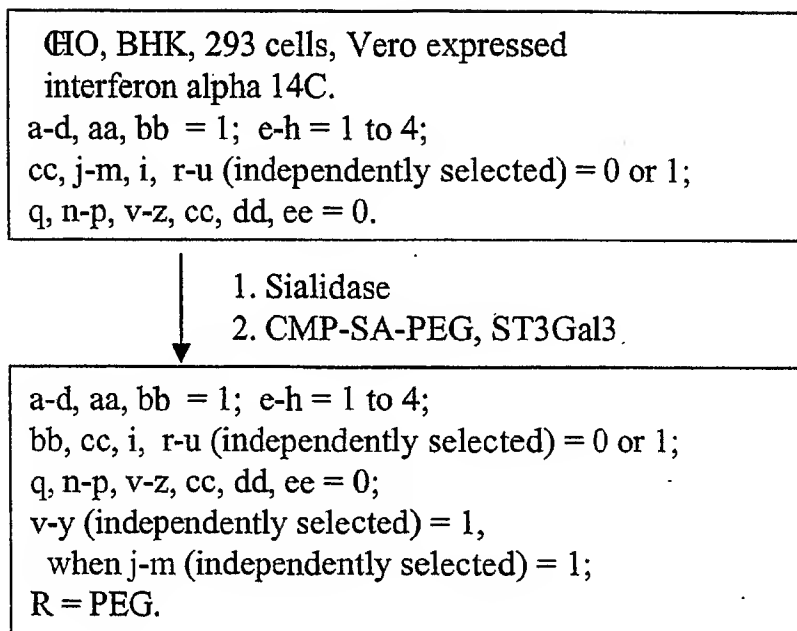 CHO, BHK, 293 cells, Vero expressed
interferon alpha 14C.
a-d, aa, bb = 1; e-h = 1 to 4;
cc, j-m, i, r-u (independently selected) = 0 or 1;
q, n-p, v-z, cc, dd, ee = 0.
1. Sialidase
2. CMP-SA-PEG, ST3Gal3
a-d, aa, bb = 1; e-h = 1 to 4;
bb, cc, i, r-u (independently selected) = 0 or 1;
q, n-p, v-z, cc, dd, ee = 0;
v-y (independently selected) = 1,
when j-m (independently selected) = 1;
R = PEG.